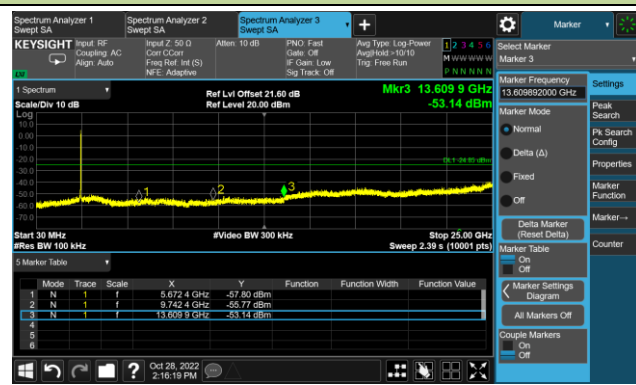 Spectrum Analyzer 1
Swept SA
Spectrum Analyzer 2
Swept SA
Spectrum Analyzer 3
Swept SA
Marker
KEYSIGHT
Input: RF
Coupling: AC
Align: Auto
Input Z: 50 Ω
Corr CCorr
Freq Ref: Int (S)
NFE: Adaptive
Atten: 10 dB
PNO: Fast
Gate: Off
IF Gain: Low
Sig Track: Off
Avg Type: Log-Power
Avg|Hold:>10/10
Trig: Free Run
1 2 3 4 5 6
M W W W W W
P N N N N N
LXI
Select Marker
Marker 3
1 Spectrum
Scale/Div 10 dB
Log
Ref Lvl Offset 21.60 dB
Ref Level 20.00 dBm
Mkr3 13.609 9 GHz
-53.14 dBm
10.0
0.00
-10.0
-20.0
-30.0
-40.0
-50.0
-60.0
-70.0
DL1 -24.85 dBm
1
2
3
Start 30 MHz
#Res BW 100 kHz
#Video BW 300 kHz
Stop 25.00 GHz
Sweep 2.39 s (10001 pts)
5 Marker Table
Mode Trace Scale X Y Function Function Width Function Value
1 N 1 f 5.672 4 GHz -57.80 dBm
2 N 1 f 9.742 4 GHz -55.77 dBm
3 N 1 f 13.609 9 GHz -53.14 dBm
4
5
6
Marker Frequency
13.609892000 GHz
Marker Mode
Normal
Delta (Δ)
Fixed
Off
Delta Marker
(Reset Delta)
Marker Table
On
Off
Marker Settings
Diagram
All Markers Off
Couple Markers
On
Off
Settings
Peak
Search
Pk Search
Config
Properties
Marker
Function
Marker→
Counter
Oct 28, 2022
2:16:19 PM